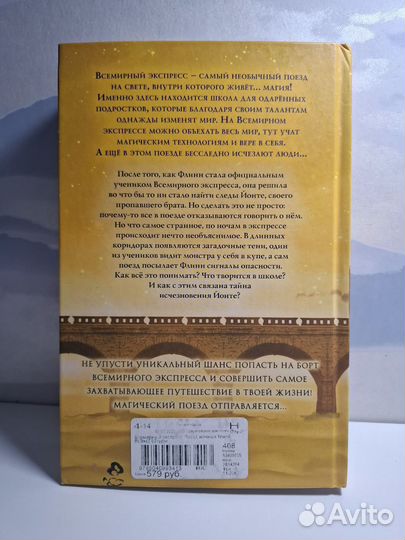 Всемирный экспресс – самый необычный поезд
на свете, внутри которого живёт... магия!
Именно здесь находится школа для одарённых
подростков, которые благодаря своим талантам
однажды изменят мир. На Всемирном
экспрессе можно объехать весь мир, тут учат
магическим технологиям и вере в себя.
А ещё в этом поезде бесследно исчезают люди...
После того, как Флинн стала официальным
учеником Всемирного экспресса, она решила
во что бы то ни стало найти следы Йонте, своего
пропавшего брата. Но сделать это не просто:
почему-то все в поезде отказываются говорить о нём.
И что самое странное, по ночам в экспрессе
происходит нечто необъяснимое. В длинных
коридорах появляются загадочные тени, один
из учеников видит монстра у себя в купе, а сам
поезд посылает Флинн сигналы опасности.
Как всё это понимать? Что творится в школе?
И как с этим связана тайна
исчезновения Йонте?
НЕ УПУСТИ УНИКАЛЬНЫЙ ШАНС ПОПАСТЬ НА БОРТ
ВСЕМИРНОГО ЭКСПРЕССА И СОВЕРШИТЬ САМОЕ
ЗАХВАТЫВАЮЩЕЕ ПУТЕШЕСТВИЕ В ТВОЕЙ ЖИЗНИ!
МАГИЧЕСКИЙ ПОЕЗД ОТПРАВЛЯЕТСЯ...
4-14
Н
408
579 руб.
Avito